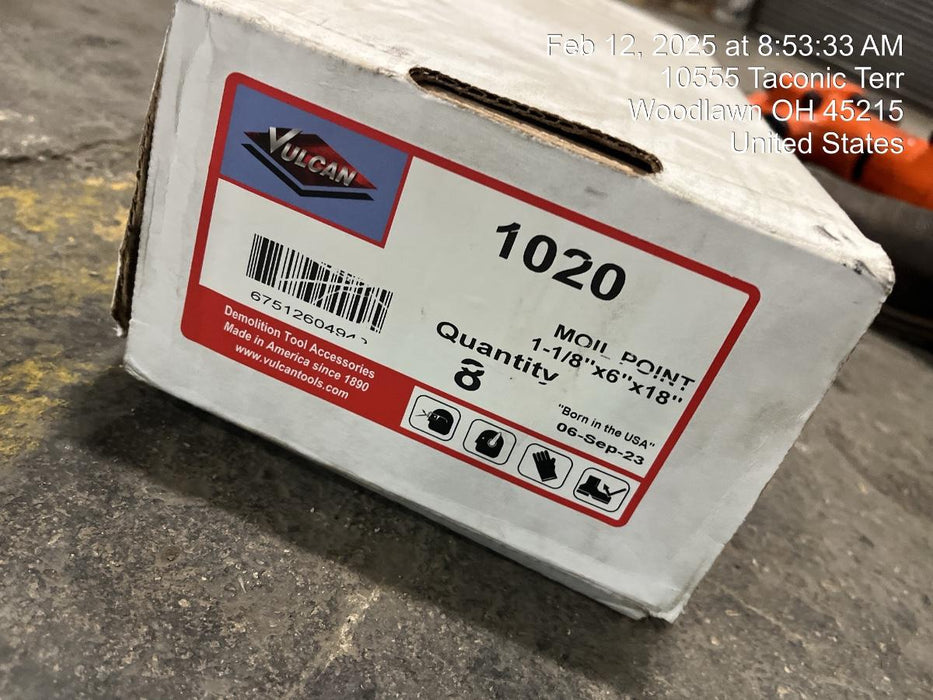 Feb 12, 2025 at 8:53:33 AM
10555 Taconic Terr
Woodlawn OH 45215
United States
VULCAN
1020
MOIL POINT
1-1/8"x6"x18"
Quantity
8
"Born in the USA"
06-Sep-23
Demolition Tool Accessories
Made in America since 1890
www.vulcantools.com